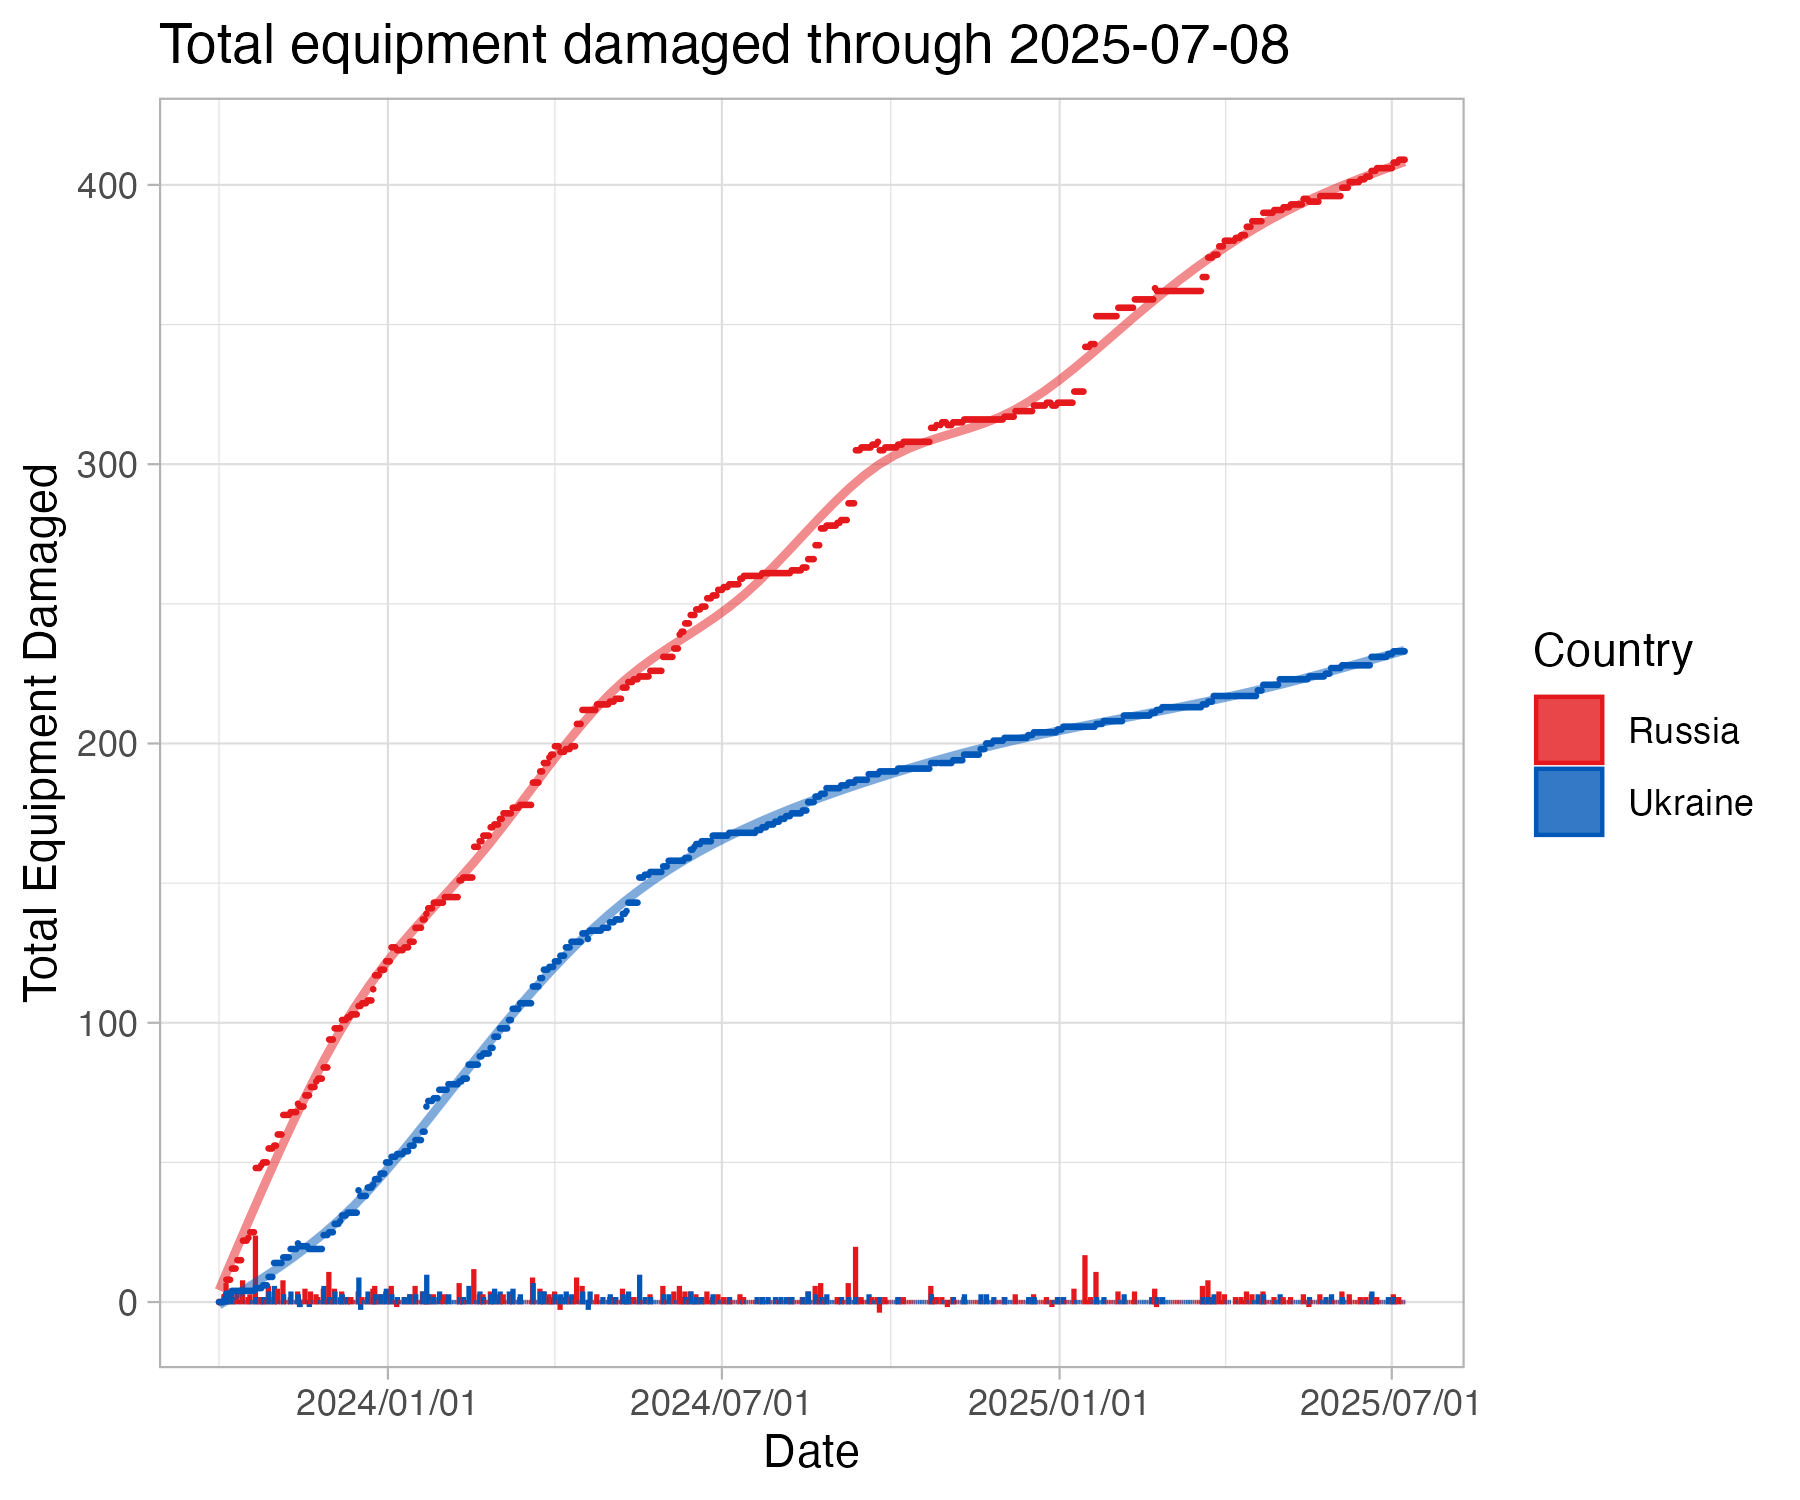 Total equipment damaged through 2025-07-08
Total Equipment Damaged
400
300
200
100
0
2024/01/01
2024/07/01
2025/01/01
2025/07/01
Date
Country
Russia
Ukraine